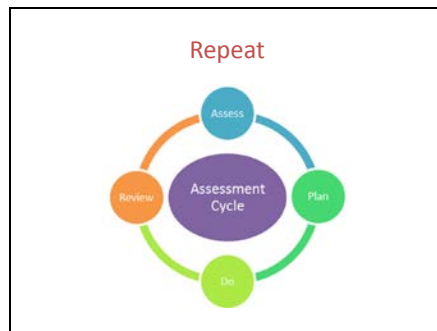 Repeat
Assess
Assessment
Cycle
Review
Plan
Do